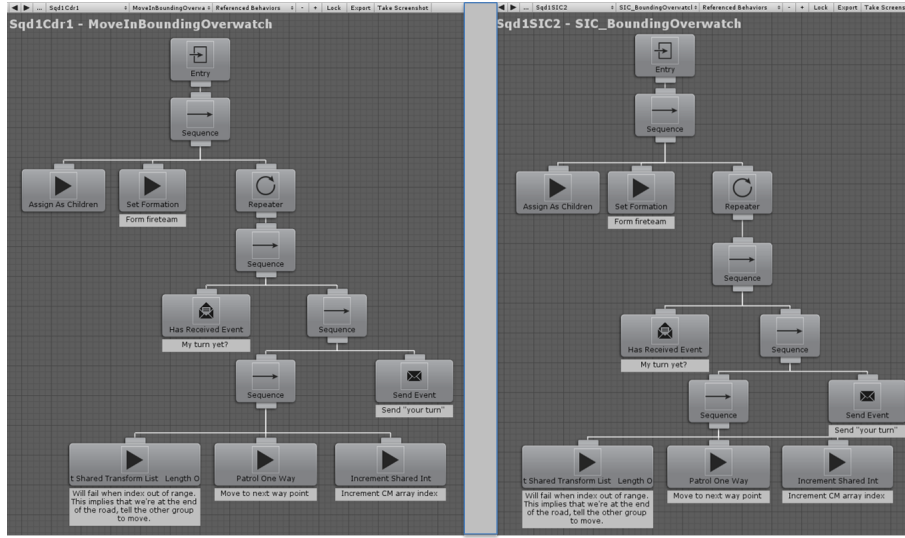 ... Sqd1Cdr1 MoveInBoundingOverwa Referenced Behaviors - + Lock Export Take Screenshot
Sqd1Cdr1 - MoveInBoundingOverwatch
Entry
Sequence
Assign As Children
Set Formation
Repeater
Form fireteam
Sequence
Has Received Event
Sequence
My turn yet?
Sequence
Send Event
Send "your turn"
t Shared Transform List Length O
Patrol One Way
Increment Shared Int
Will fail when index out of range.
This implies that we're at the end
of the road, tell the other group
to move.
Move to next way point
Increment CM array index
... Sqd1SIC2 SIC_BoundingOverwatcl Referenced Behaviors - + Lock Export Take Screens
Sqd1SIC2 - SIC_BoundingOverwatch
Entry
Sequence
Assign As Children
Set Formation
Repeater
Form fireteam
Sequence
Has Received Event
Sequence
My turn yet?
Sequence
Send Event
Send "your turn"
t Shared Transform List Length O
Patrol One Way
Increment Shared Int
Will fail when index out of range.
This implies that we're at the end
of the road, tell the other group
to move.
Move to next way point
Increment CM array index